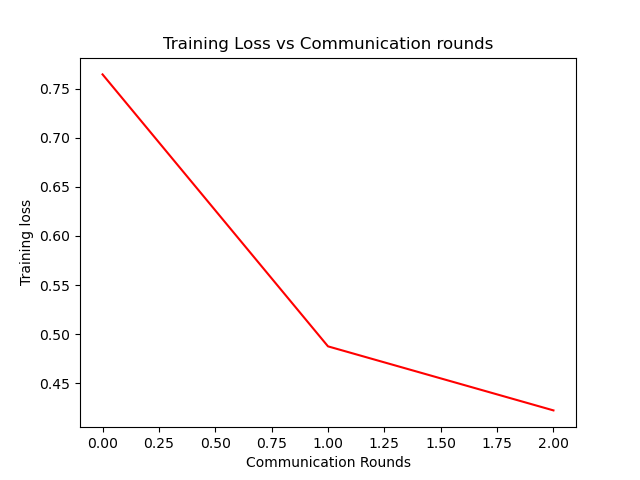 Training Loss vs Communication rounds
0.75
0.70
0.65
0.60
0.55
0.50
0.45
Training loss
0.00 0.25 0.50 0.75 1.00 1.25 1.50 1.75 2.00
Communication Rounds